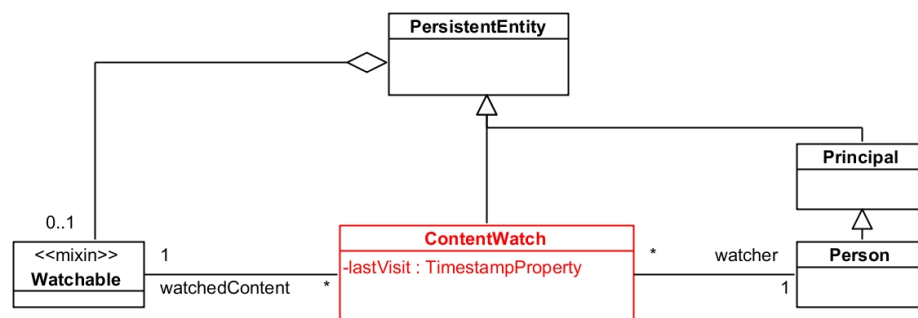 PersistentEntity
Principal
0..1
<<mixin>>
Watchable
1
watchedContent
*
ContentWatch
-lastVisit : TimestampProperty
*
watcher
1
Person